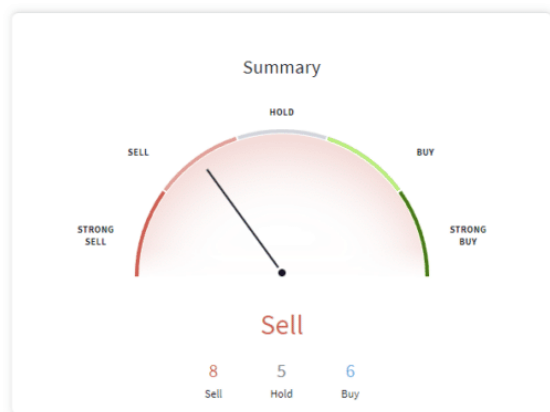 Summary
HOLD
SELL
BUY
STRONG
SELL
STRONG
BUY
Sell
8 5 6
Sell Hold Buy